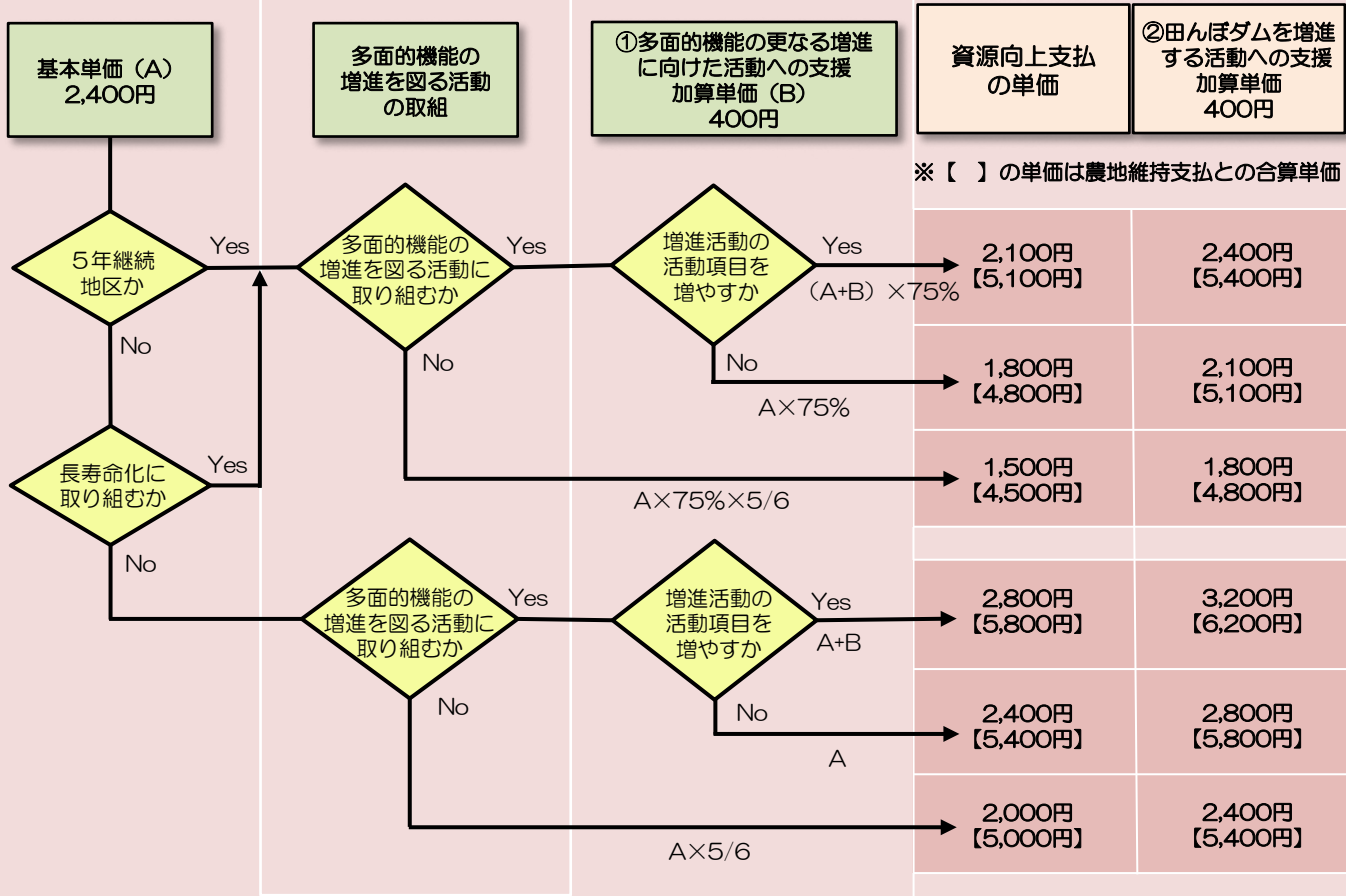 基本単価(A)
2,400円
多面的機能の
増進を図る活動
の取組
①多面的機能の更なる増進
に向けた活動への支援
加算単価(B)
400円
資源向上支払
の単価
②田んぼダムを増進
する活動への支援
加算単価
400円
※【 】の単価は農地維持支払との合算単価
5年継続
地区か
Yes
No
多面的機能の
増進を図る活動に
取り組むか
Yes
No
増進活動の
活動項目を
増やすか
Yes
(A+B)×75%
No
A×75%
A×75%×5/6
2,100円
【5,100円】
2,400円
【5,400円】
1,800円
【4,800円】
2,100円
【5,100円】
1,500円
【4,500円】
1,800円
【4,800円】
長寿命化に
取り組むか
Yes
No
多面的機能の
増進を図る活動に
取り組むか
Yes
No
増進活動の
活動項目を
増やすか
Yes
A+B
No
A
A×5/6
2,800円
【5,800円】
3,200円
【6,200円】
2,400円
【5,400円】
2,800円
【5,800円】
2,000円
【5,000円】
2,400円
【5,400円】